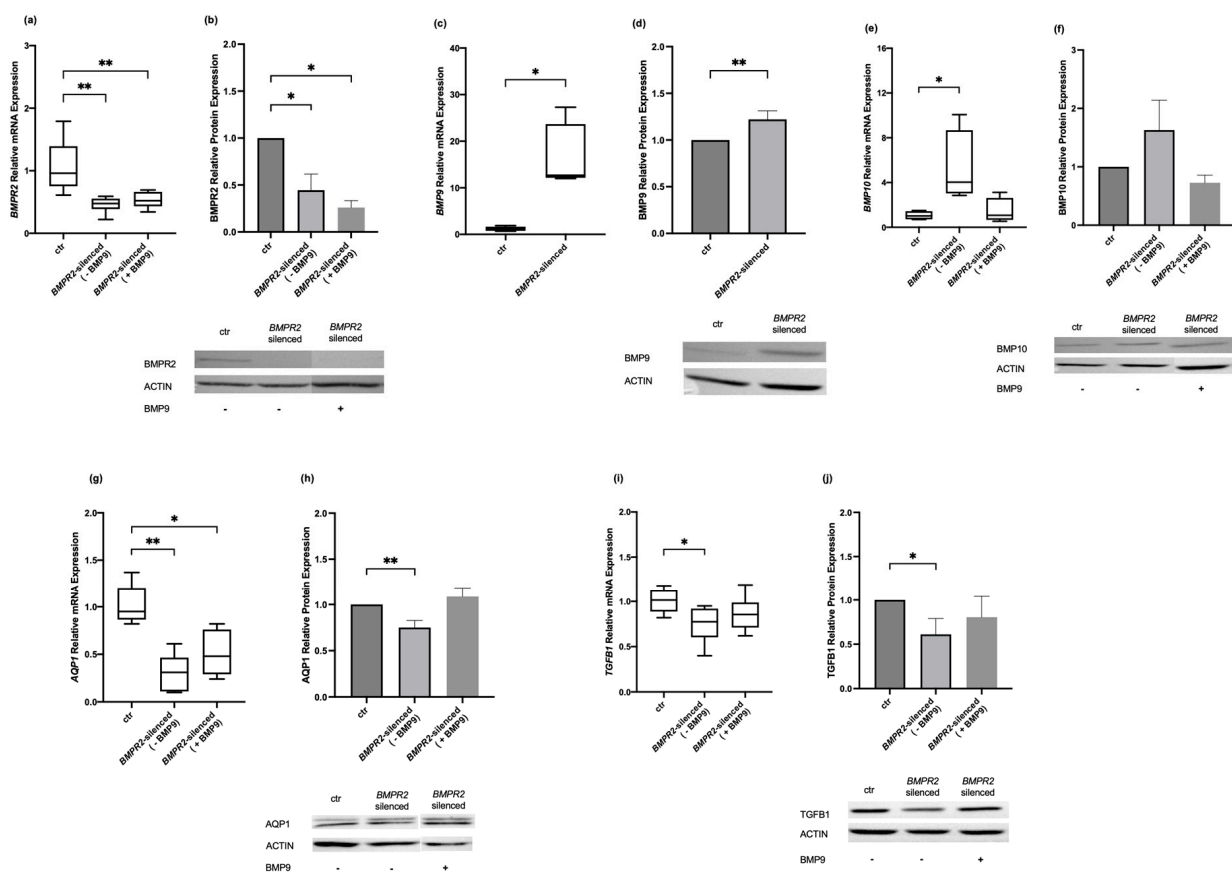 (a)
BMPR2 Relative mRNA Expression
3
2
1
0
**
**
ctr
BMPR2-silenced
(- BMP9)
BMPR2-silenced
(+ BMP9)
(b)
BMPR2 Relative Protein Expression
2.0
1.5
1.0
0.5
0.0
*
*
ctr
BMPR2-silenced
(- BMP9)
BMPR2-silenced
(+ BMP9)
ctr
BMPR2
silenced
BMPR2
silenced
BMPR2
ACTIN
BMP9
-
-
+
(c)
BMP9 Relative mRNA Expression
40
30
20
10
0
*
ctr
BMPR2-silenced
(d)
BMP9 Relative Protein Expression
2.0
1.5
1.0
0.5
0.0
**
ctr
BMPR2-silenced
ctr
BMPR2
silenced
BMP9
ACTIN
(e)
BMP10 Relative mRNA Expression
16
12
8
4
0
*
ctr
BMPR2-silenced
(- BMP9)
BMPR2-silenced
(+ BMP9)
(f)
BMP10 Relative Protein Expression
3
2
1
0
ctr
BMPR2-silenced
(- BMP9)
BMPR2-silenced
(+ BMP9)
ctr
BMPR2
silenced
BMPR2
silenced
BMP10
ACTIN
BMP9
-
-
+
(g)
AQP1 Relative mRNA Expression
2.0
1.5
1.0
0.5
0.0
*
**
ctr
BMPR2-silenced
(- BMP9)
BMPR2-silenced
(+ BMP9)
(h)
AQP1 Relative Protein Expression
2.0
1.5
1.0
0.5
0.0
**
ctr
BMPR2-silenced
(- BMP9)
BMPR2-silenced
(+ BMP9)
ctr
BMPR2
silenced
BMPR2
silenced
AQP1
ACTIN
BMP9
-
-
+
(i)
TGFB1 Relative mRNA Expression
2.0
1.5
1.0
0.5
0.0
*
ctr
BMPR2-silenced
(- BMP9)
BMPR2-silenced
(+ BMP9)
(j)
TGFB1 Relative Protein Expression
2.0
1.5
1.0
0.5
0.0
*
ctr
BMPR2-silenced
(- BMP9)
BMPR2-silenced
(+ BMP9)
ctr
BMPR2
silenced
BMPR2
silenced
TGFB1
ACTIN
BMP9
-
-
+